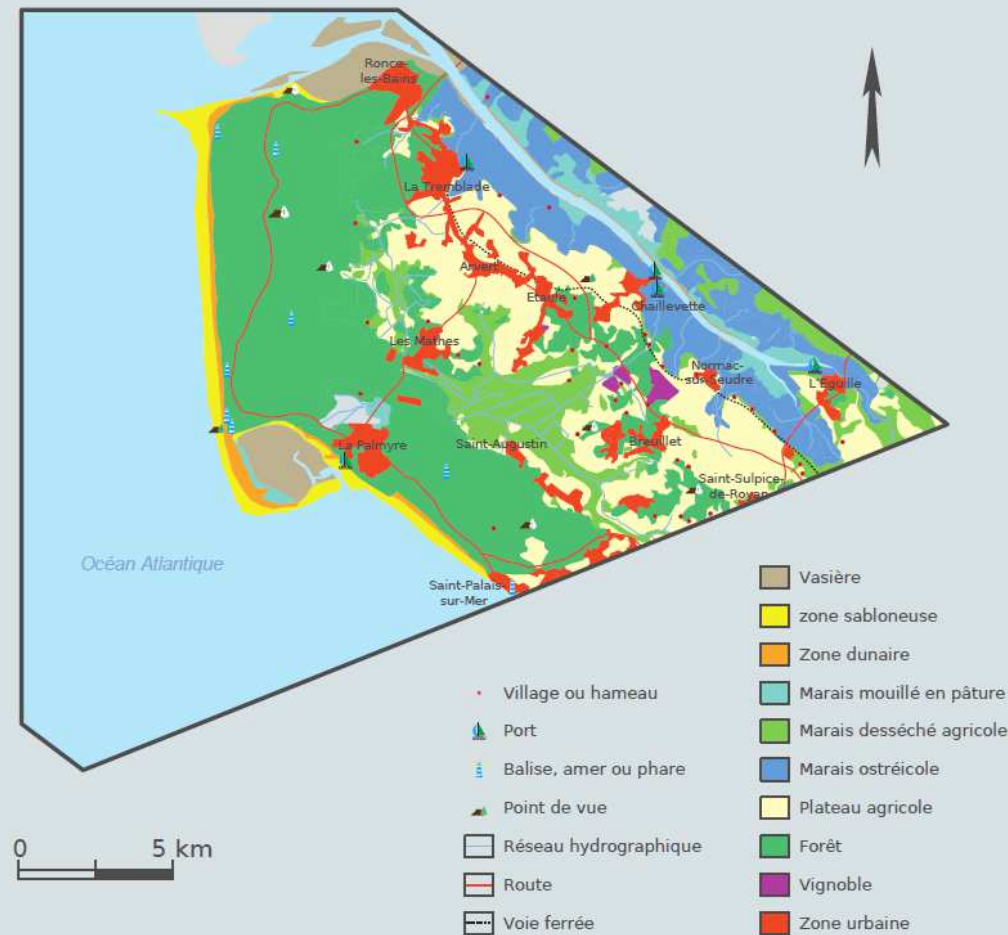 Ronce-
les-Bains
La Tremblade
Arvert
Etaule
Chaillevette
Les Mathes
Normac-
sur-Seudre
L'Eguille
La Palmyre
Saint-Augustin
Breuillet
Saint-Sulpice-
de-Royan
Océan Atlantique
Saint-Palais-
sur-Mer
Village ou hameau
Port
Balise, amer ou phare
Point de vue
Réseau hydrographique
Route
Voie ferrée
Vasière
zone sabloneuse
Zone dunaire
Marais mouillé en pâture
Marais desséché agricole
Marais ostréicole
Plateau agricole
Forêt
Vignoble
Zone urbaine
0 5 km